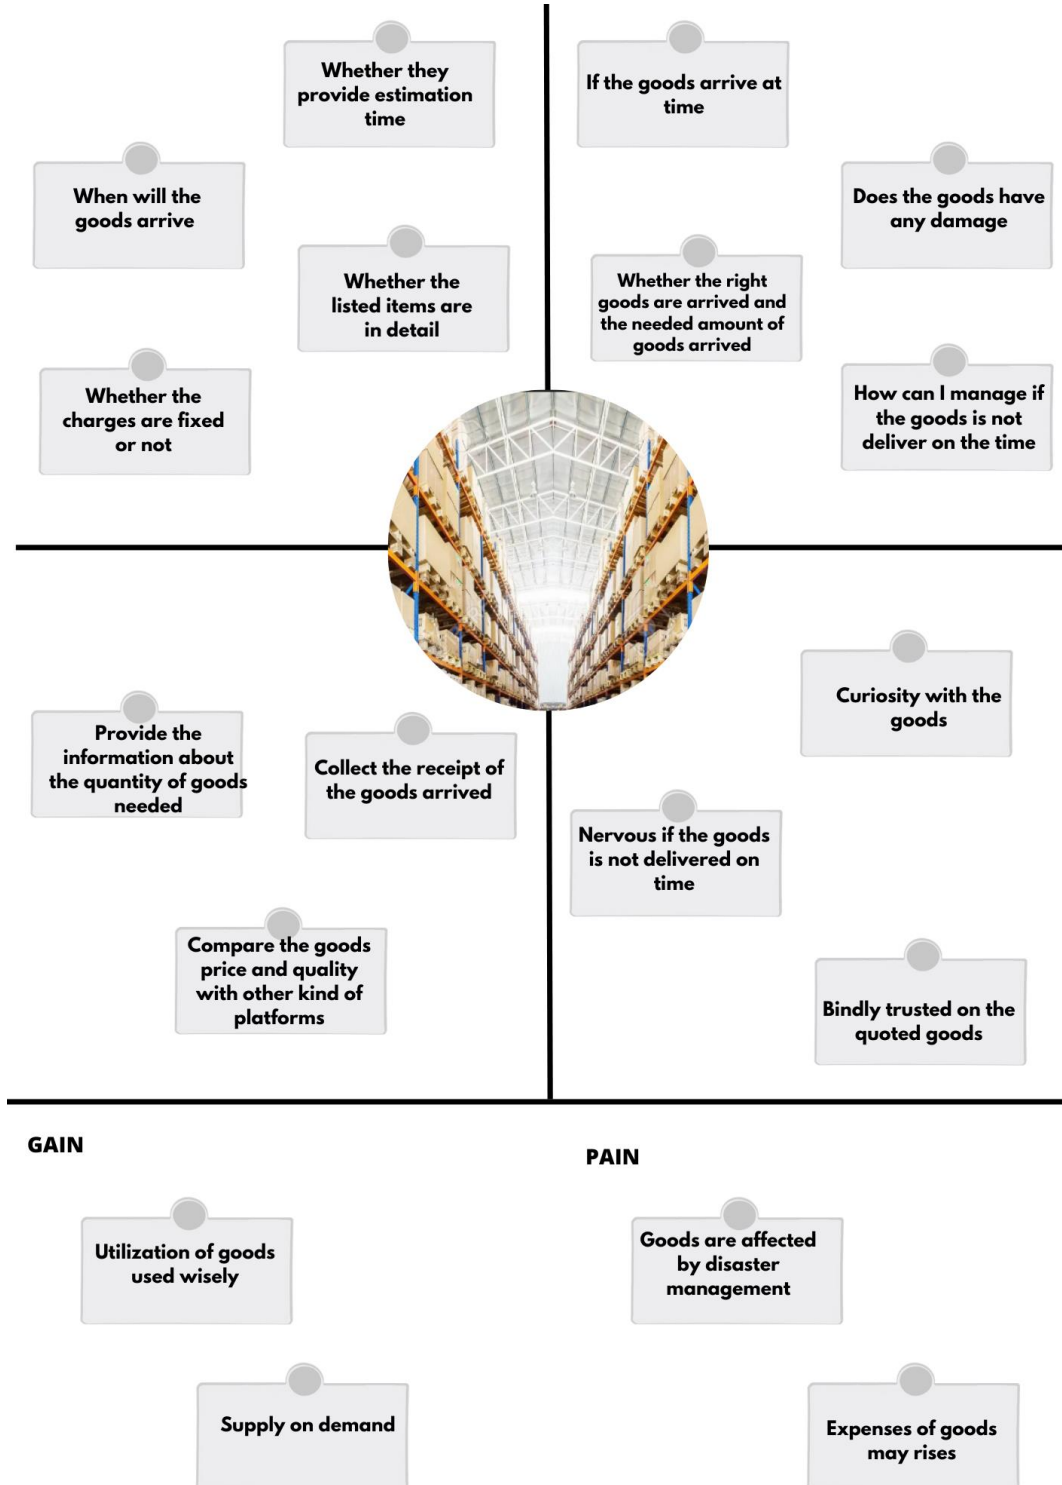 Whether they
provide estimation
time
When will the
goods arrive
Whether the
listed items are
in detail
Whether the
charges are fixed
or not
If the goods arrive at
time
Does the goods have
any damage
Whether the right
goods are arrived and
the needed amount of
goods arrived
How can I manage if
the goods is not
deliver on the time
Provide the
information about
the quantity of goods
needed
Collect the receipt of
the goods arrived
Compare the goods
price and quality
with other kind of
platforms
Curiosity with the
goods
Nervous if the goods
is not delivered on
time
Bindly trusted on the
quoted goods
GAIN
Utilization of goods
used wisely
Supply on demand
PAIN
Goods are affected
by disaster
management
Expenses of goods
may rises